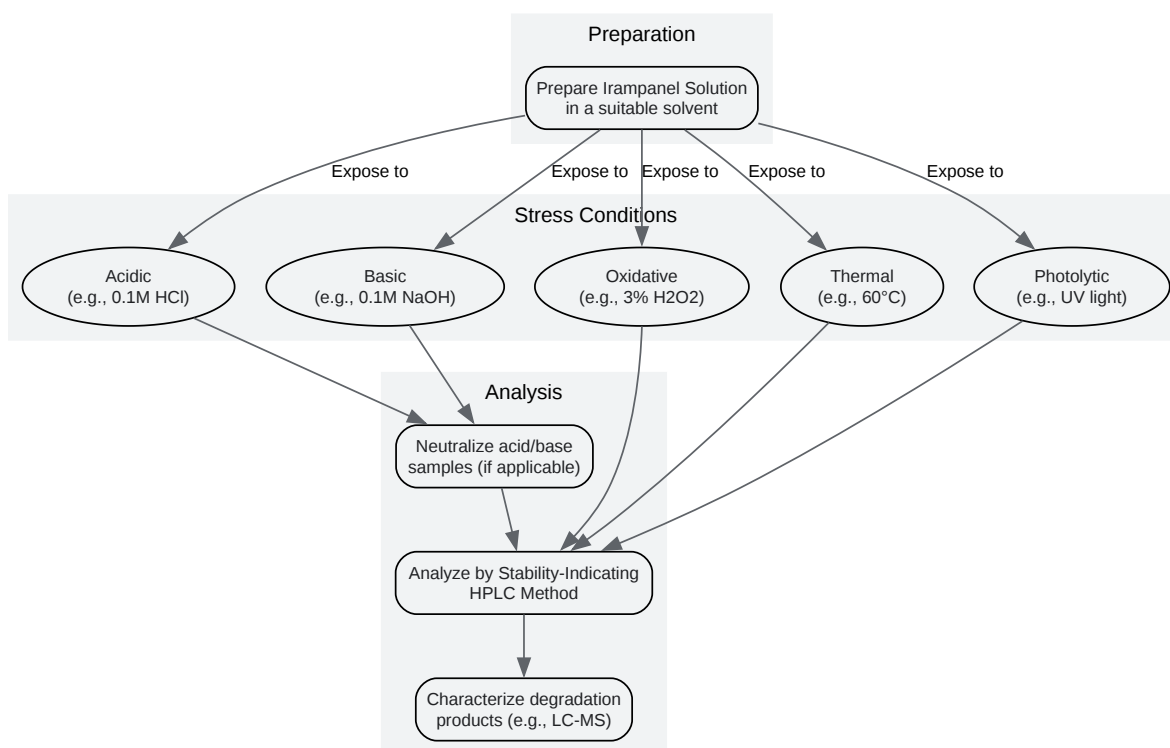 Preparation
Prepare Irampanel Solution
in a suitable solvent
Expose to
Expose to
Expose to
Expose to
Expose to
Stress Conditions
Acidic
(e.g., 0.1M HCl)
Basic
(e.g., 0.1M NaOH)
Oxidative
(e.g., 3% H2O2)
Thermal
(e.g., 60°C)
Photolytic
(e.g., UV light)
Analysis
Neutralize acid/base
samples (if applicable)
Analyze by Stability-Indicating
HPLC Method
Characterize degradation
products (e.g., LC-MS)